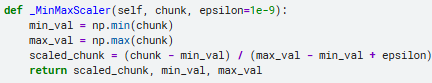 def _MinMaxScaler(self, chunk, epsilon=1e-9):
    min_val = np.min(chunk)
    max_val = np.max(chunk)
    scaled_chunk = (chunk - min_val) / (max_val - min_val + epsilon)
    return scaled_chunk, min_val, max_val